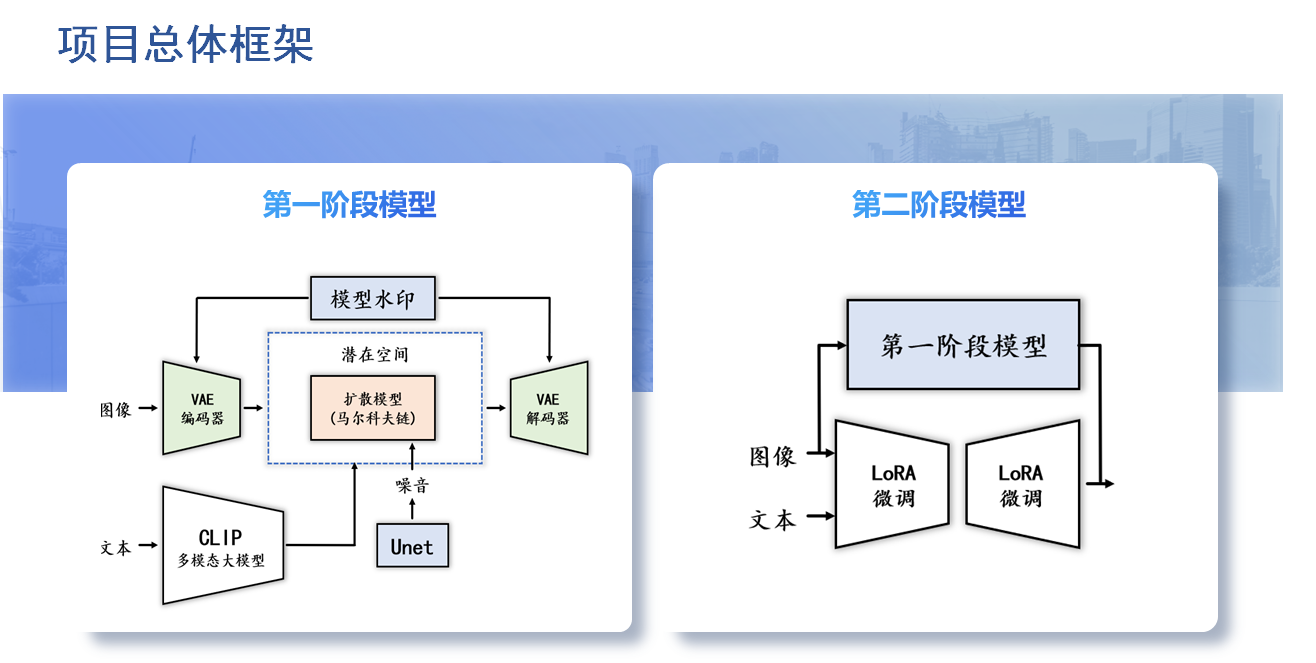 项目总体框架
第一阶段模型
模型水印
潜在空间
扩散模型
(马尔科夫链)
图像
VAE
编码器
VAE
解码器
噪音
Unet
文本
CLIP
多模态大模型
第二阶段模型
第一阶段模型
图像
文本
LoRA
微调
LoRA
微调